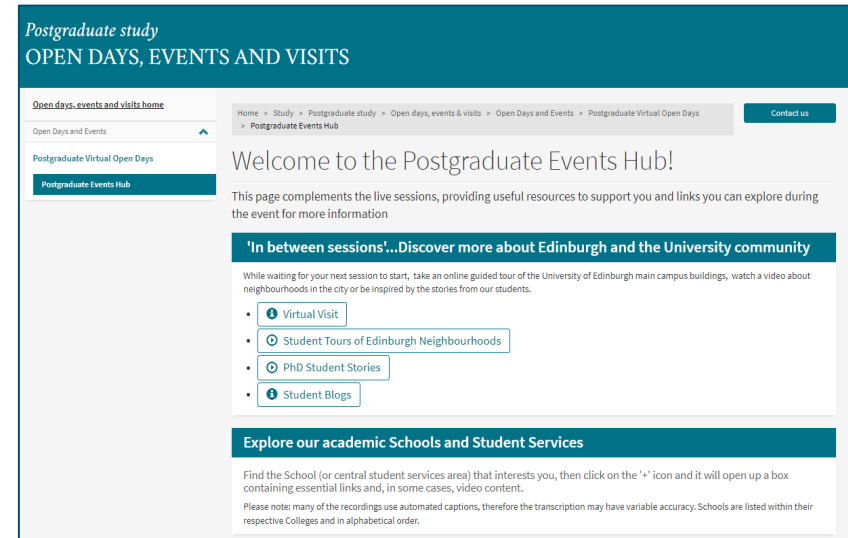 Postgraduate study
OPEN DAYS, EVENTS AND VISITS
Open days, events and visits home
Open Days and Events
Postgraduate Virtual Open Days
Postgraduate Events Hub
Home > Study > Postgraduate study > Open days, events & visits > Open Days and Events > Postgraduate Virtual Open Days
> Postgraduate Events Hub
Contact us
Welcome to the Postgraduate Events Hub!
This page complements the live sessions, providing useful resources to support you and links you can explore during
the event for more information
'In between sessions'...Discover more about Edinburgh and the University community
While waiting for your next session to start, take an online guided tour of the University of Edinburgh main campus buildings, watch a video about
neighbourhoods in the city or be inspired by the stories from our students.
Virtual Visit
Student Tours of Edinburgh Neighbourhoods
PhD Student Stories
Student Blogs
Explore our academic Schools and Student Services
Find the School (or central student services area) that interests you, then click on the '+' icon and it will open up a box
containing essential links and, in some cases, video content.
Please note: many of the recordings use automated captions, therefore the transcription may have variable accuracy. Schools are listed within their
respective Colleges and in alphabetical order.